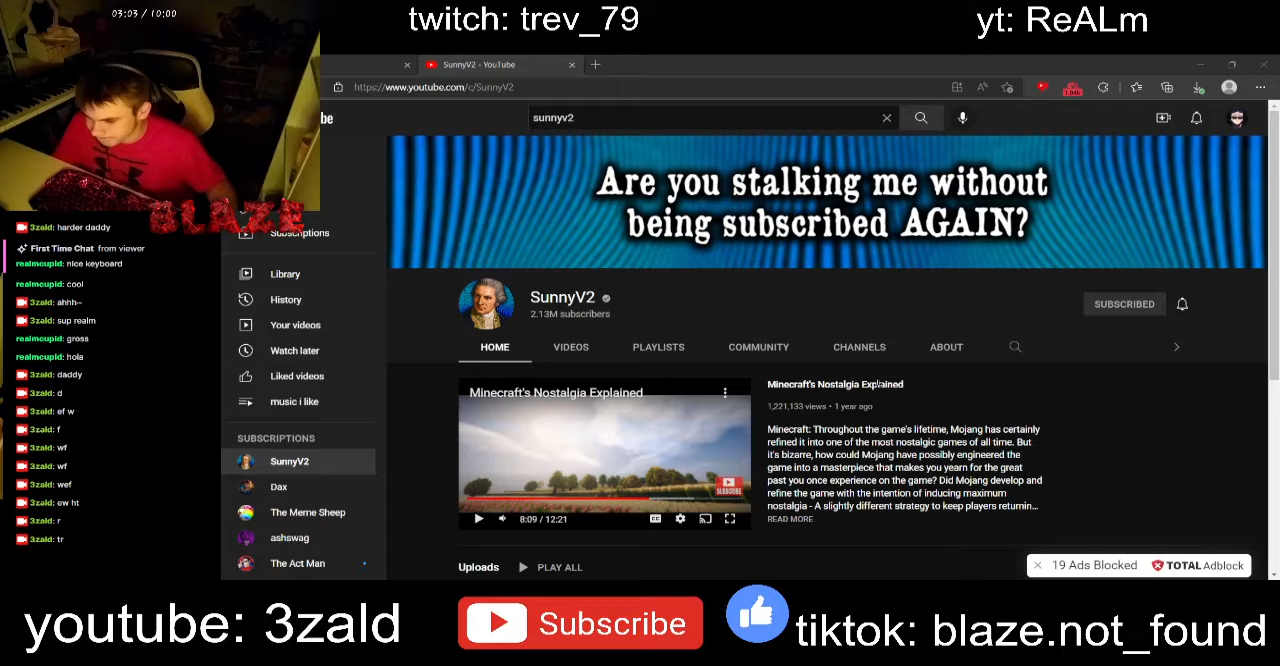 twitch: trev_79
yt: ReALm
03:03 / 10:00
SunnyV2 - YouTube
https://www.youtube.com/c/SunnyV2
1.04k
be
sunnyv2
Are you stalking me without
being subscribed AGAIN?
BLAZE
3zald: harder daddy
First Time Chat from viewer
realmcupid: nice keyboard
realmcupid: cool
3zald: ahhh~
3zald: sup realm
realmcupid: gross
realmcupid: hola
3zald: daddy
3zald: d
3zald: ef w
3zald: f
3zald: wf
3zald: wf
3zald: wef
3zald: ew ht
3zald: r
3zald: tr
Subscriptions
Library
History
Your videos
Watch later
Liked videos
music i like
SUBSCRIPTIONS
SunnyV2
Dax
The Meme Sheep
ashswag
The Act Man
SunnyV2
2.13M subscribers
SUBSCRIBED
HOME
VIDEOS
PLAYLISTS
COMMUNITY
CHANNELS
ABOUT
Minecraft's Nostalgia Explained
SUBSCRIBE
8:09 / 12:21
CC
Minecraft's Nostalgia Explained
1,221,133 views • 1 year ago
Minecraft: Throughout the game's lifetime, Mojang has certainly
refined it into one of the most nostalgic games of all time. But
it's bizarre, how could Mojang have possibly engineered the
game into a masterpiece that makes you yearn for the great
past you once experience on the game? Did Mojang develop and
refine the game with the intention of inducing maximum
nostalgia - A slightly different strategy to keep players returnin...
READ MORE
Uploads
PLAY ALL
19 Ads Blocked
TOTAL Adblock
youtube: 3zald
Subscribe
tiktok: blaze.not_found